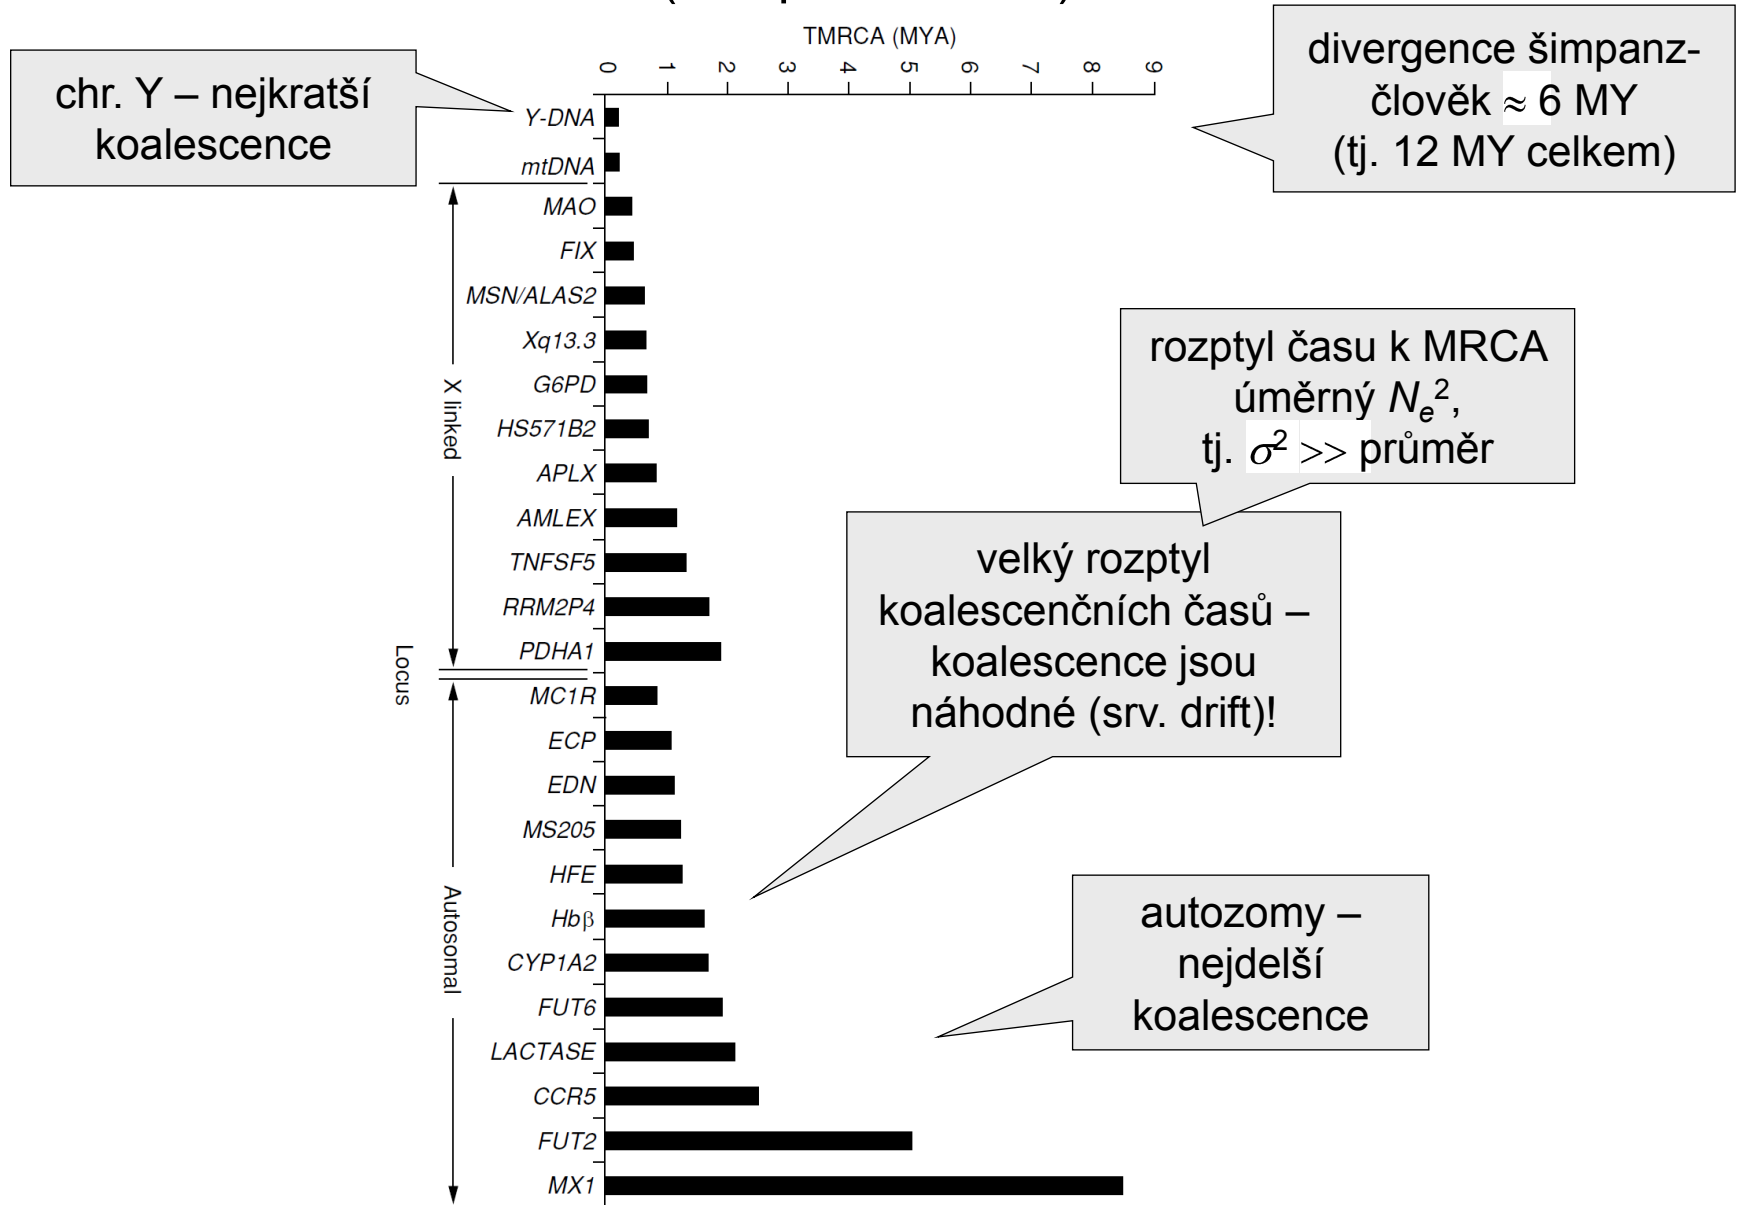 TMRCA (MYA)
0 1 2 3 4 5 6 7 8 9
chr. Y – nejkratší
koalescence
divergence šimpanz-
člověk ≈ 6 MY
(tj. 12 MY celkem)
Y-DNA
mtDNA
MAO
FIX
MSN/ALAS2
Xq13.3
G6PD
HS571B2
APLX
AMLEX
TNFSF5
RRM2P4
PDHA1
X linked
rozptyl času k MRCA
úměrný Ne2,
tj. σ2 >> průměr
velký rozptyl
koalescenčních časů –
koalescence jsou
náhodné (srv. drift)!
Locus
MC1R
ECP
EDN
MS205
HFE
Hbβ
CYP1A2
FUT6
LACTASE
CCR5
FUT2
MX1
Autosomal
autozomy –
nejdelší
koalescence